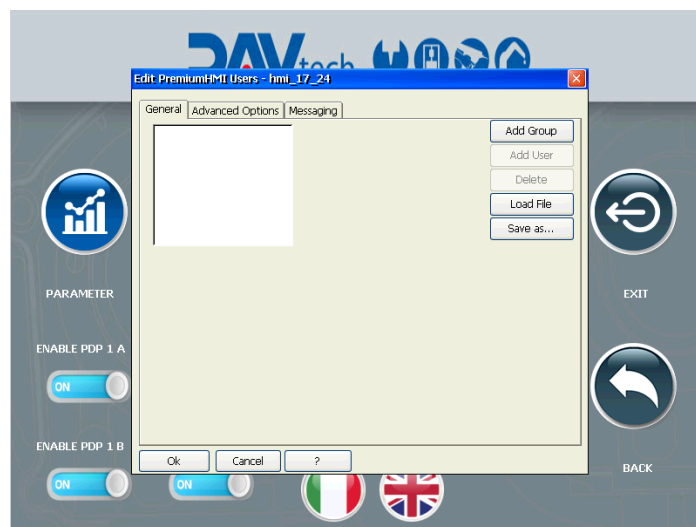 DAVtech
Edit PremiumHMI Users - hmi_17_24
General
Advanced Options
Messaging
Add Group
Add User
Delete
Load File
Save as...
PARAMETER
EXIT
ENABLE PDP 1 A
ON
ENABLE PDP 1 B
Ok
Cancel
?
BACK
ON
ON